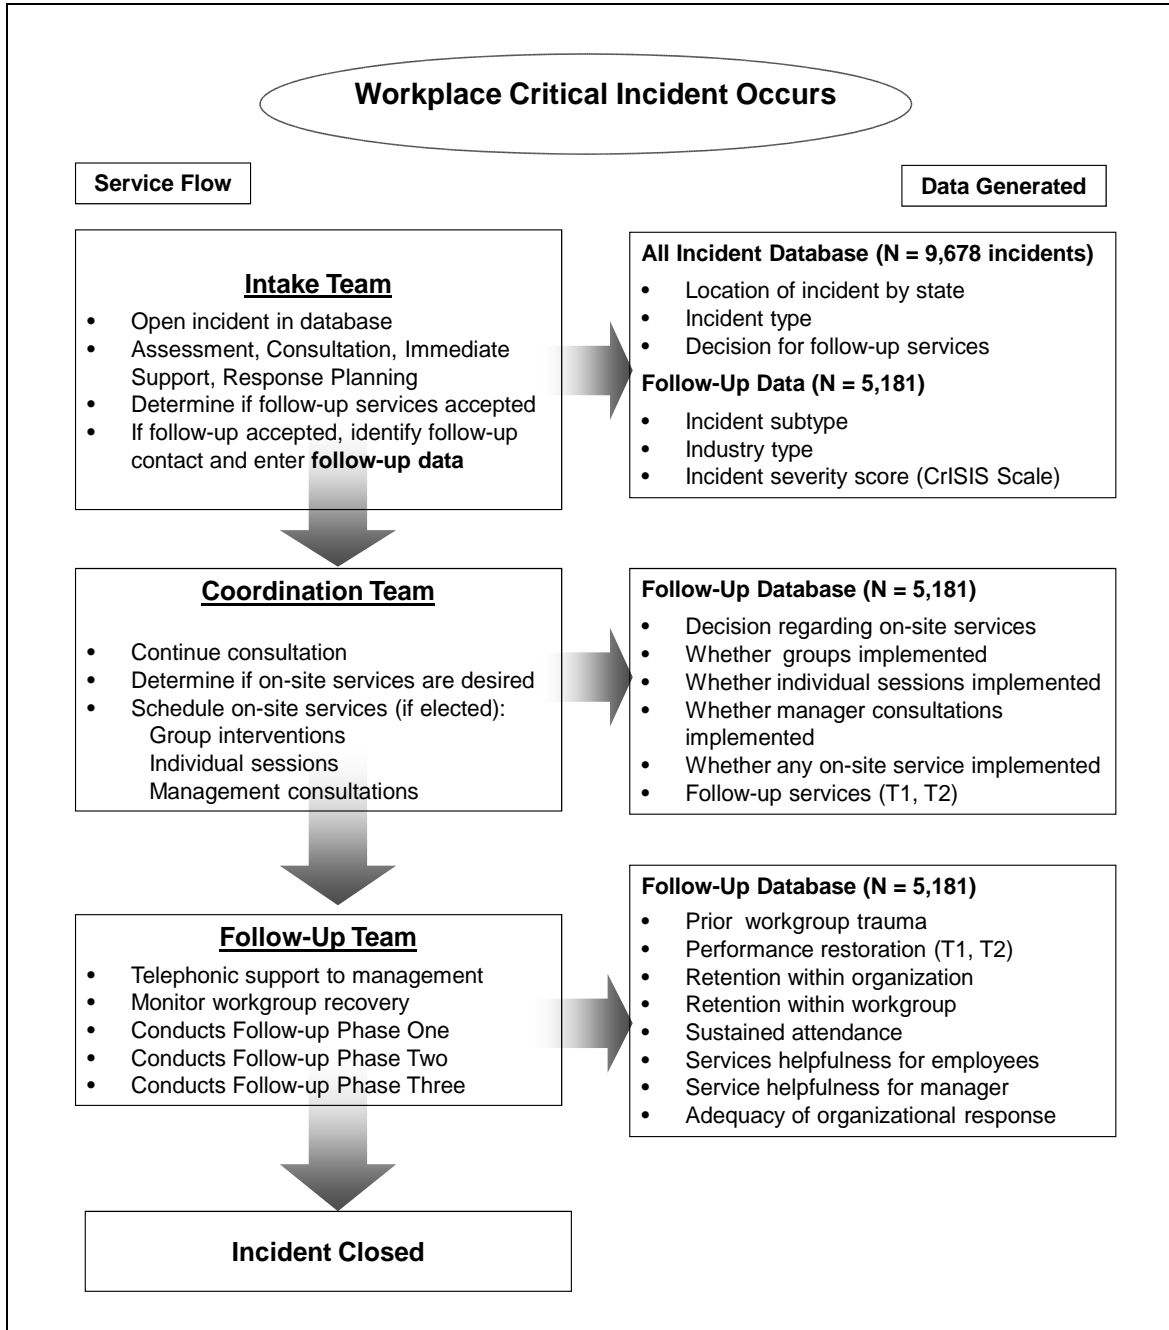 Workplace Critical Incident Occurs
Service Flow
Data Generated
Intake Team
• Open incident in database
• Assessment, Consultation, Immediate
Support, Response Planning
• Determine if follow-up services accepted
• If follow-up accepted, identify follow-up
contact and enter follow-up data
All Incident Database (N = 9,678 incidents)
• Location of incident by state
• Incident type
• Decision for follow-up services
Follow-Up Data (N = 5,181)
• Incident subtype
• Industry type
• Incident severity score (CrISIS Scale)
Coordination Team
• Continue consultation
• Determine if on-site services are desired
• Schedule on-site services (if elected):
Group interventions
Individual sessions
Management consultations
Follow-Up Database (N = 5,181)
• Decision regarding on-site services
• Whether groups implemented
• Whether individual sessions implemented
• Whether manager consultations
implemented
• Whether any on-site service implemented
• Follow-up services (T1, T2)
Follow-Up Team
• Telephonic support to management
• Monitor workgroup recovery
• Conducts Follow-up Phase One
• Conducts Follow-up Phase Two
• Conducts Follow-up Phase Three
Follow-Up Database (N = 5,181)
• Prior workgroup trauma
• Performance restoration (T1, T2)
• Retention within organization
• Retention within workgroup
• Sustained attendance
• Services helpfulness for employees
• Service helpfulness for manager
• Adequacy of organizational response
Incident Closed